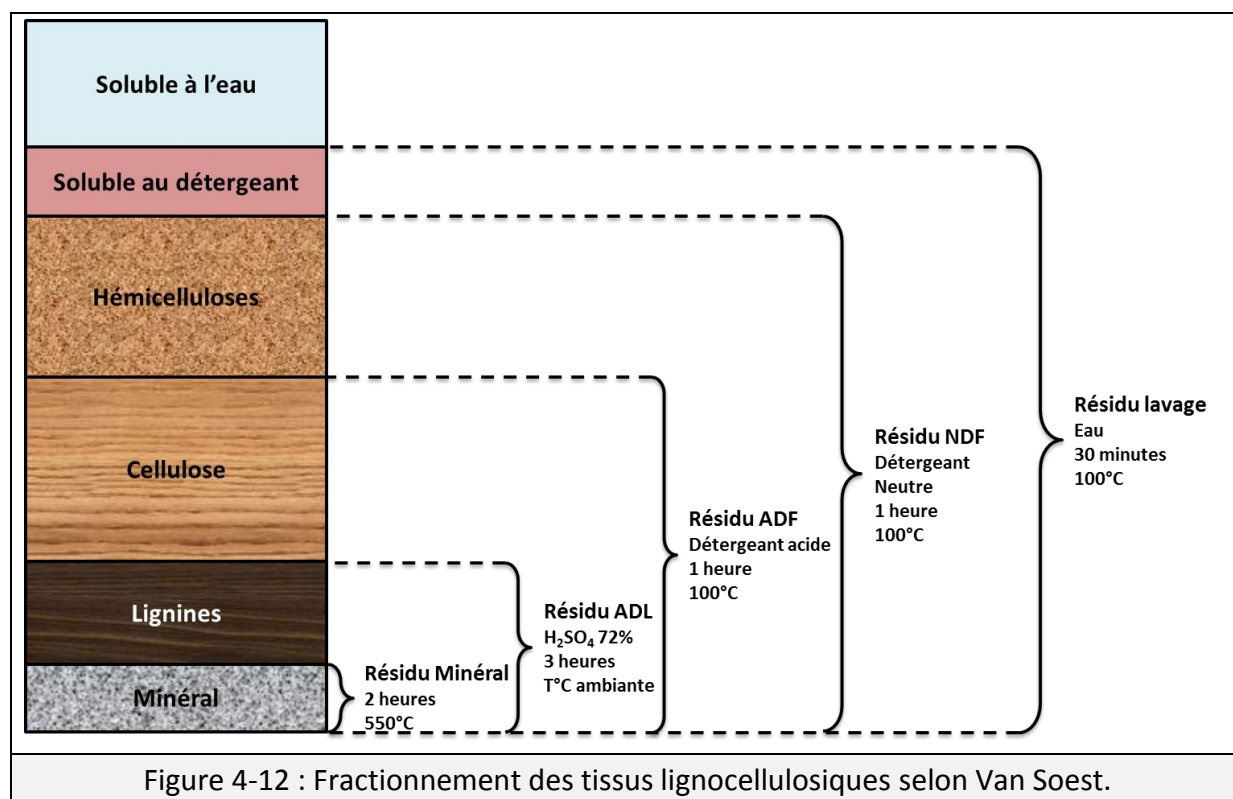 Soluble à l'eau
Soluble au détergeant
Hémicelluloses
Cellulose
Lignines
Minéral
Résidu Minéral
2 heures
550°C
Résidu ADL
H₂SO₄ 72%
3 heures
T°C ambiante
Résidu ADF
Détergeant acide
1 heure
100°C
Résidu NDF
Détergeant
Neutre
1 heure
100°C
Résidu lavage
Eau
30 minutes
100°C
Figure 4-12 : Fractionnement des tissus lignocellulosiques selon Van Soest.